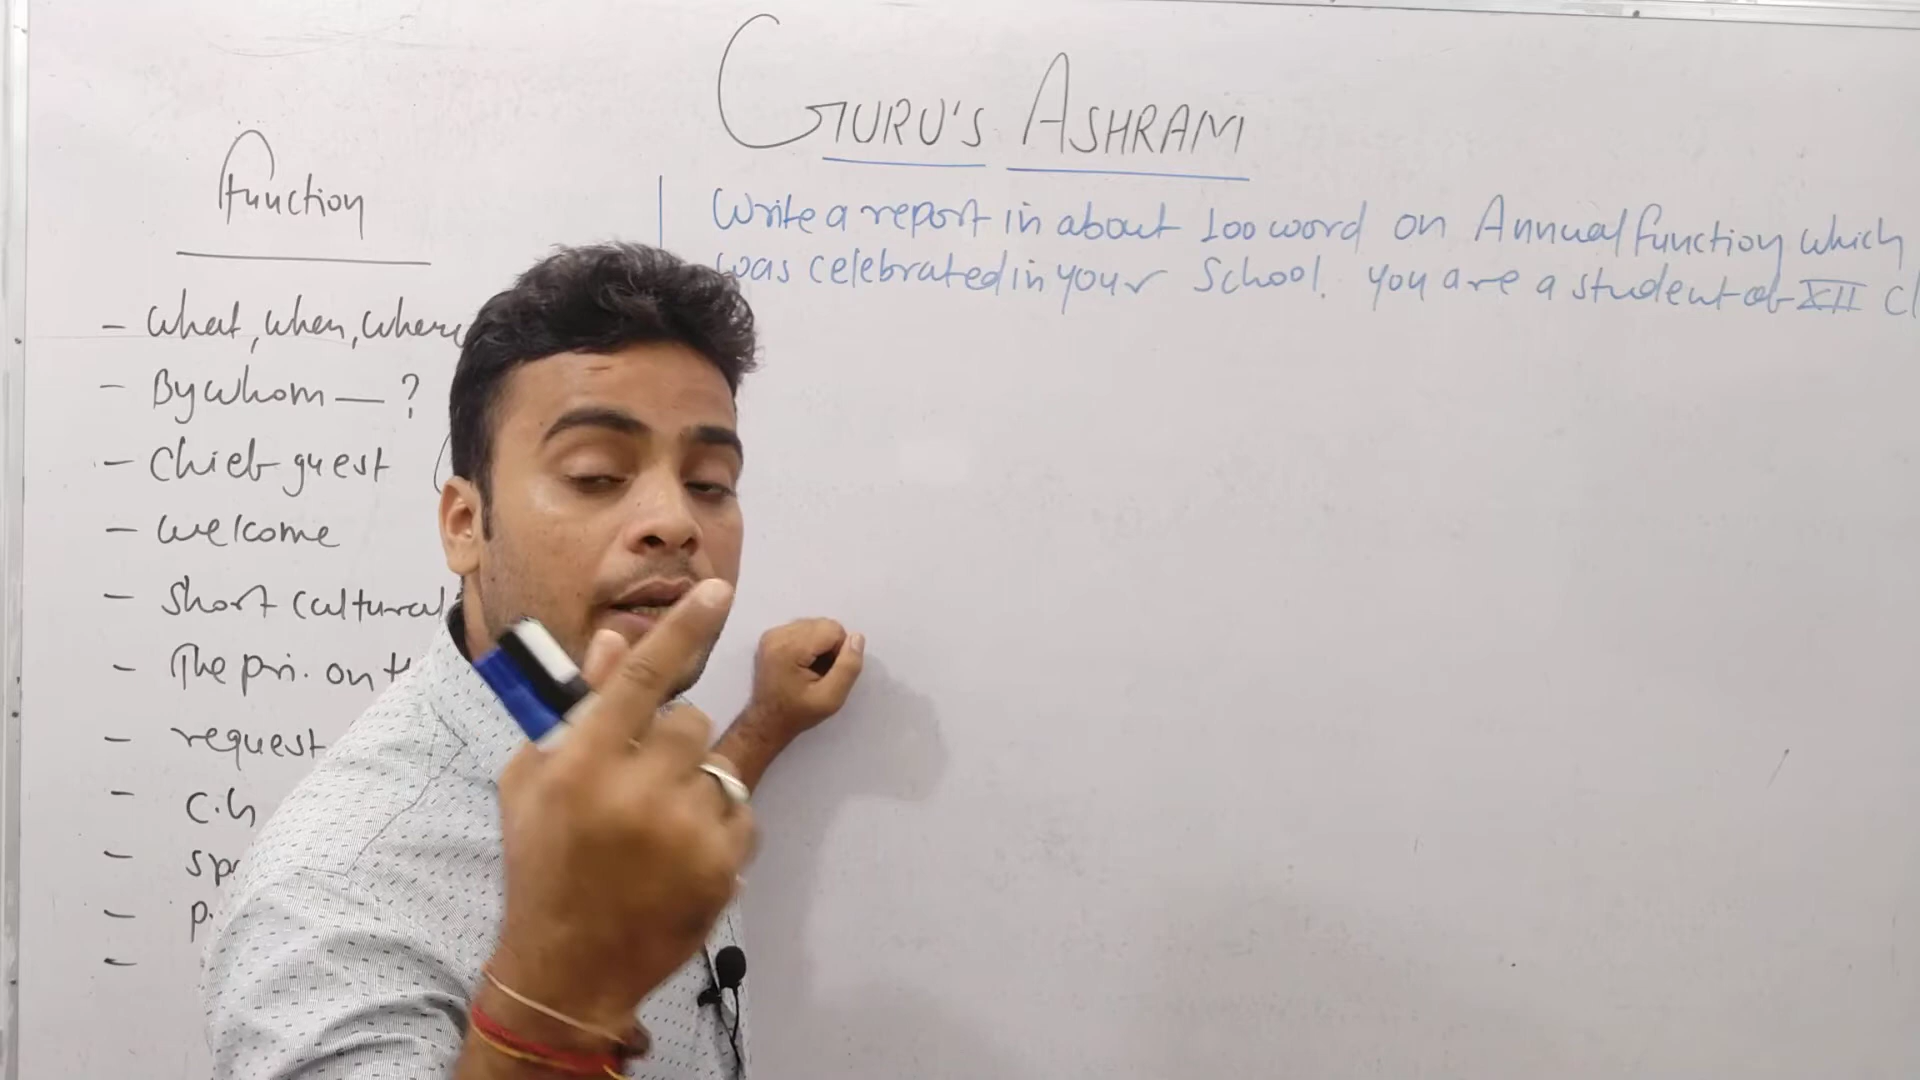 GURU'S ASHRAM
Write a report in about 100 word on Annual function which
was celebrated in your School. You are a student of XII Cl
function
- What, when, where
- By whom — ?
- Chief guest
- welcome
- Short cultural
- The pri. on
- request
- C.G
-
- P.
-